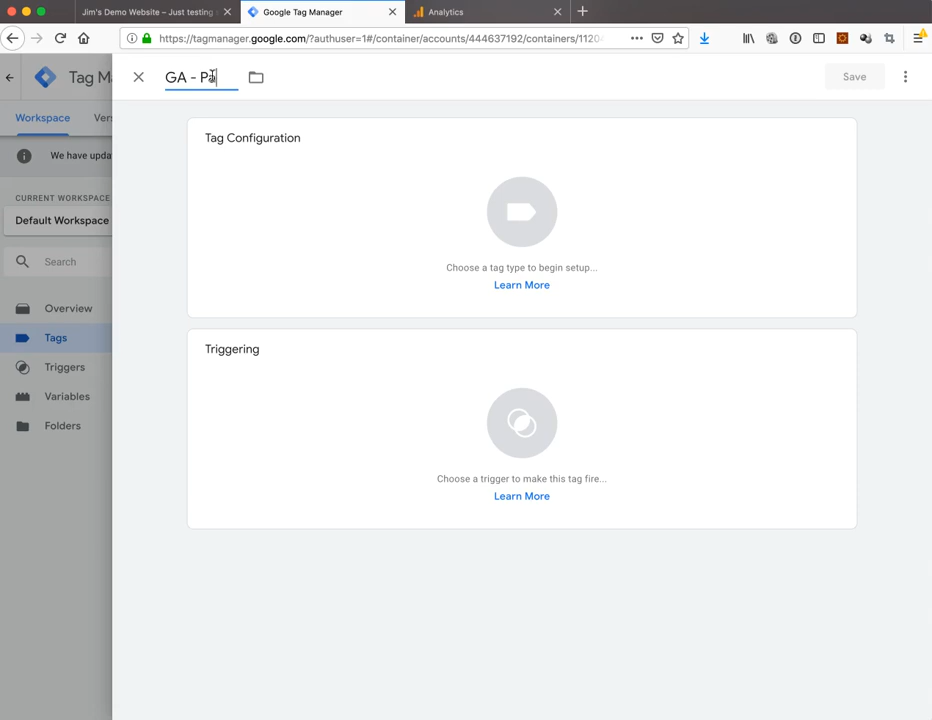 Jim's Demo Website – Just testing
Google Tag Manager
Analytics
https://tagmanager.google.com/?authuser=1#/container/accounts/444637192/containers/1120
Tag Ma
GA - Pa
Save
Workspace
Vers
We have upda
CURRENT WORKSPACE
Default Workspace
Search
Overview
Tags
Triggers
Variables
Folders
Tag Configuration
Choose a tag type to begin setup...
Learn More
Triggering
Choose a trigger to make this tag fire...
Learn More